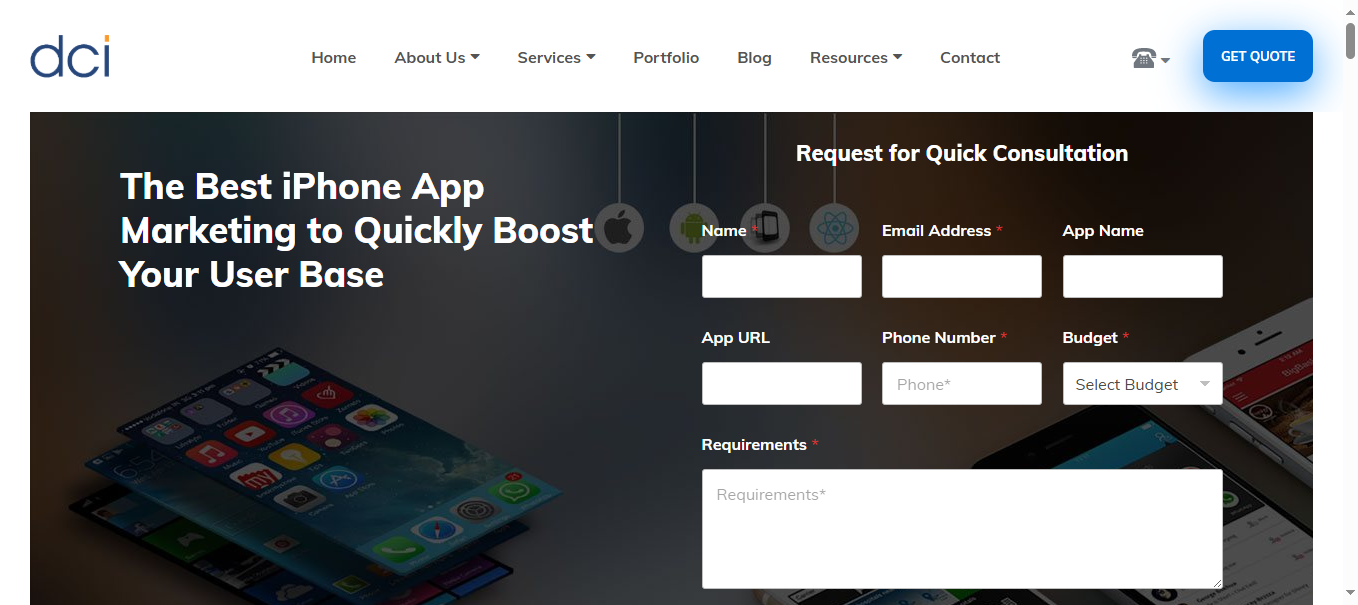 dci
Home
About Us
Services
Portfolio
Blog
Resources
Contact
GET QUOTE
The Best iPhone App
Marketing to Quickly Boost
Your User Base
Request for Quick Consultation
Name *
Email Address *
App Name
App URL
Phone Number *
Phone*
Budget *
Select Budget
Requirements *
Requirements*